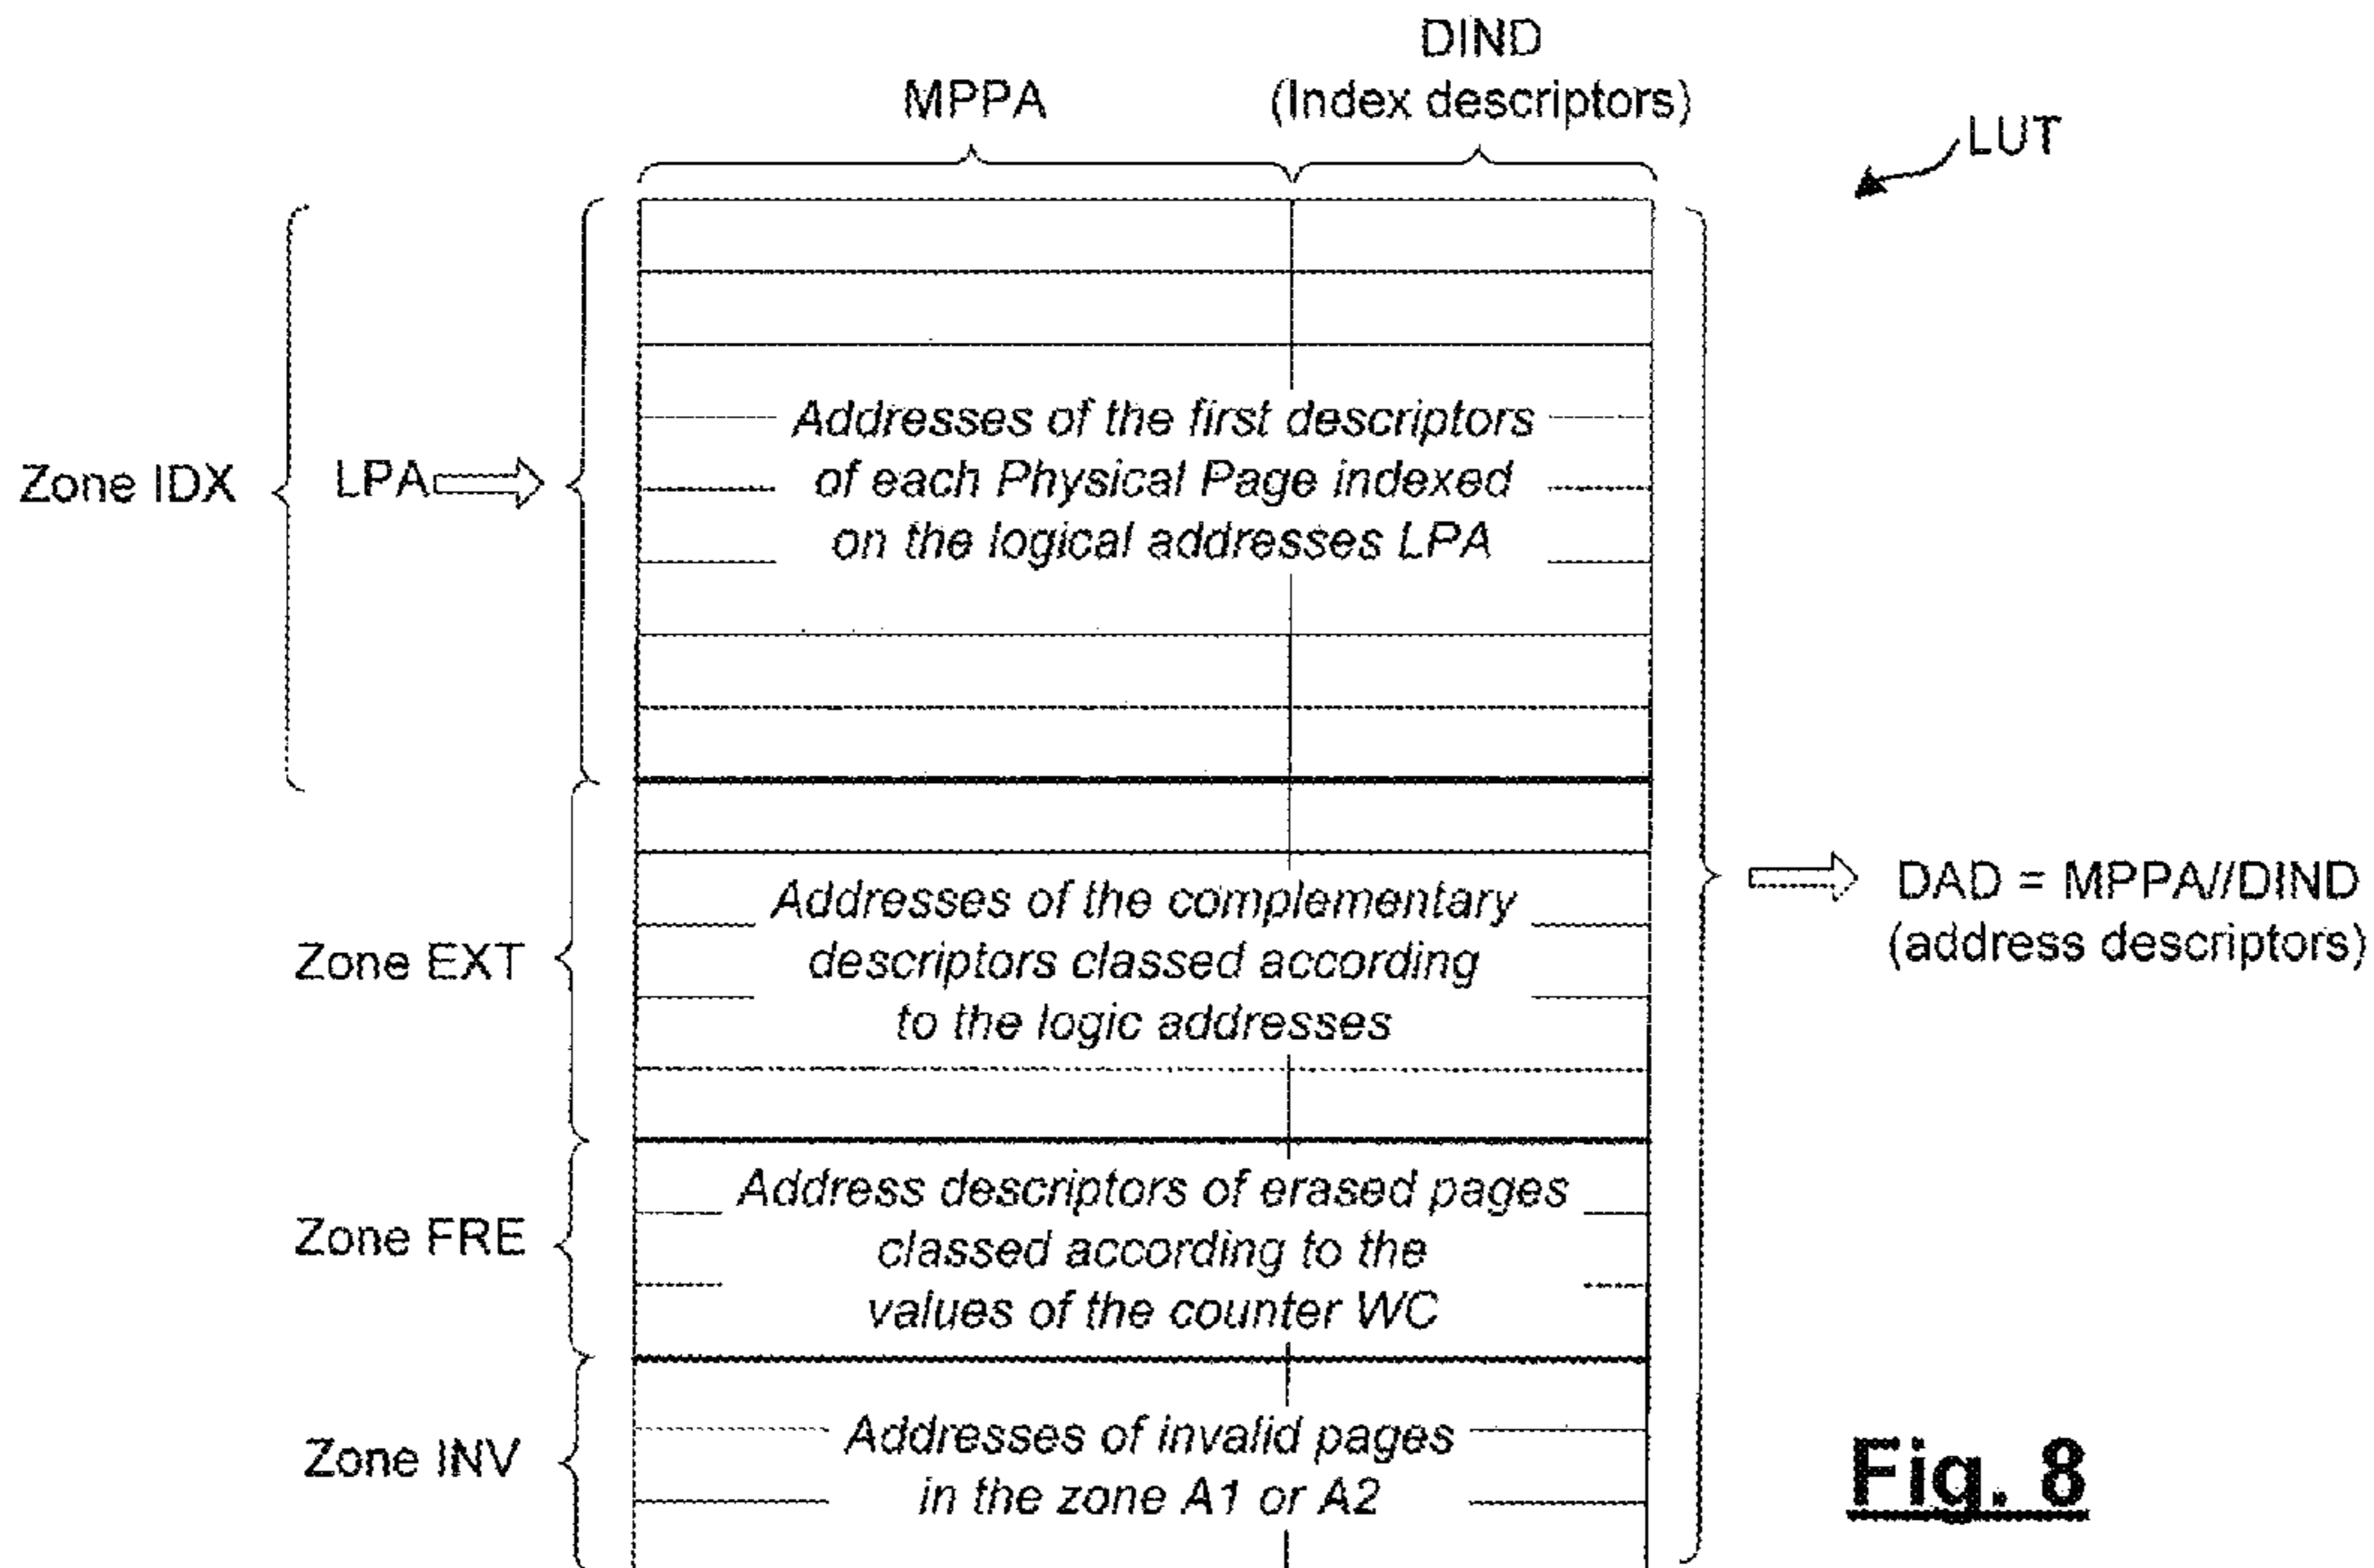 DIND
MPPA
(Index descriptors)
LUT
Addresses of the first descriptors
Zone IDX
LPA
of each Physical Page indexed
on the logical addresses LPA
Addresses of the complementary
DAD = MPPA//DIND
Zone EXT
descriptors classed according
(address descriptors)
to the logic addresses
Address descriptors of erased pages
Zone FRE
classed according to the
values of the counter WC
Addresses of invalid pages
Zone INV
in the zone A1 or A2
Fig. 8